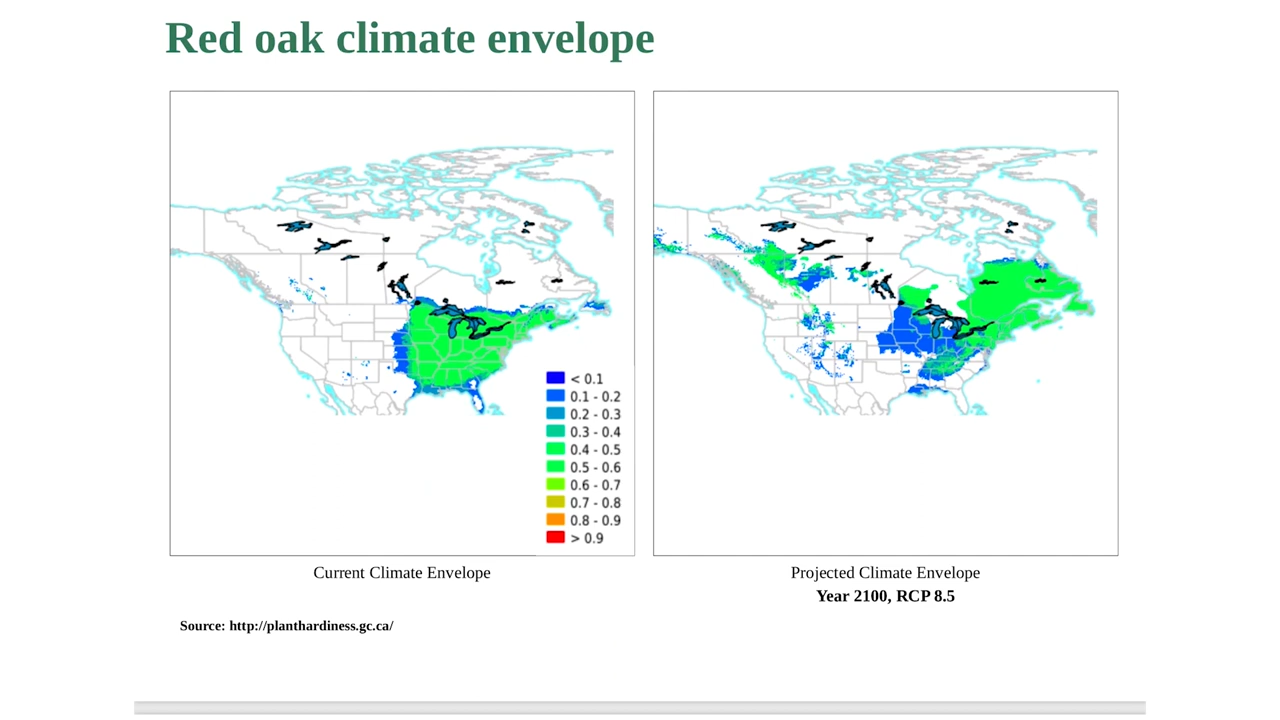 Red oak climate envelope
< 0.1
0.1 - 0.2
0.2 - 0.3
0.3 - 0.4
0.4 - 0.5
0.5 - 0.6
0.6 - 0.7
0.7 - 0.8
0.8 - 0.9
> 0.9
Current Climate Envelope
Projected Climate Envelope
Year 2100, RCP 8.5
Source: http://planthardiness.gc.ca/